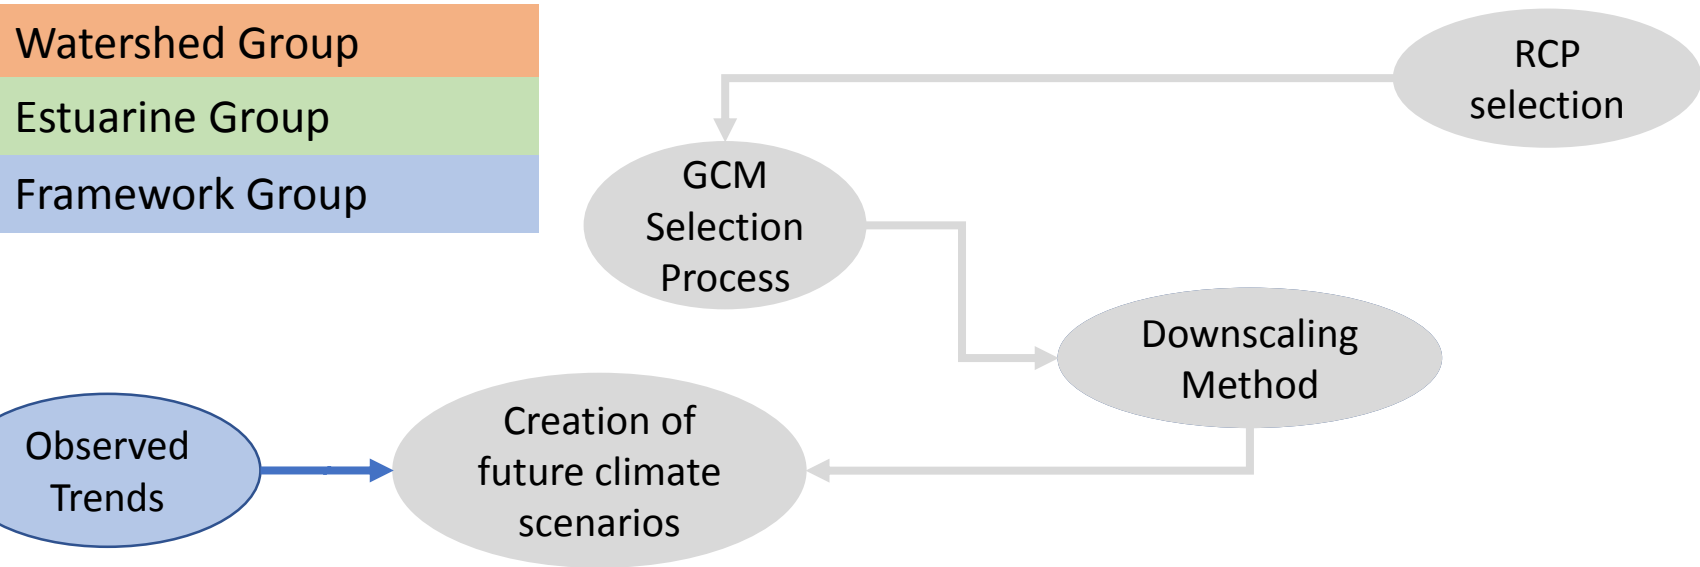 Watershed Group
Estuarine Group
Framework Group
RCP
selection
GCM
Selection
Process
Downscaling
Method
Observed
Trends
Creation of
future climate
scenarios